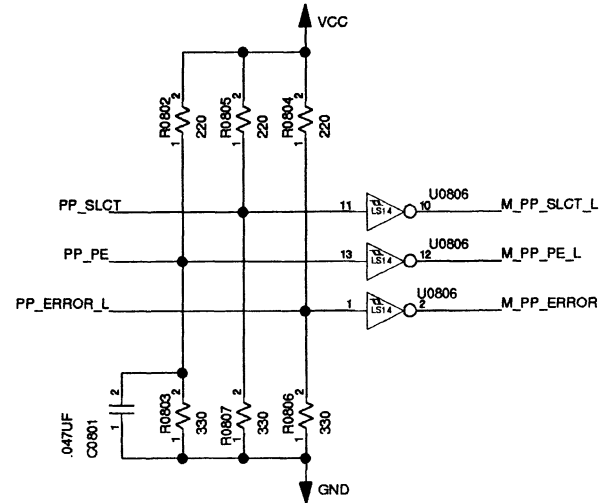 VCC
R0802
2
1
220
R0805
2
1
220
R0804
2
1
220
PP_SLCT
11
LS14
U0806
10
M_PP_SLCT_L
PP_PE
13
LS14
U0806
12
M_PP_PE_L
PP_ERROR_L
1
LS14
U0806
2
M_PP_ERROR
.047UF
C0801
2
1
R0803
2
1
330
R0807
2
1
330
R0806
2
1
330
GND